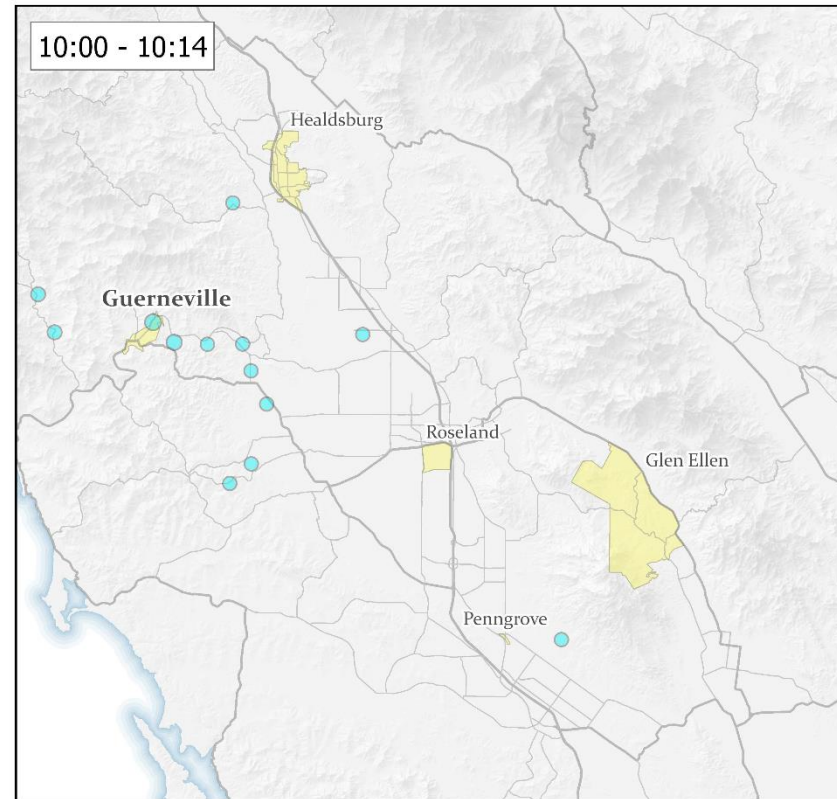 10:00 - 10:14
Healdsburg
Guerneville
Roseland
Glen Ellen
Penngrove